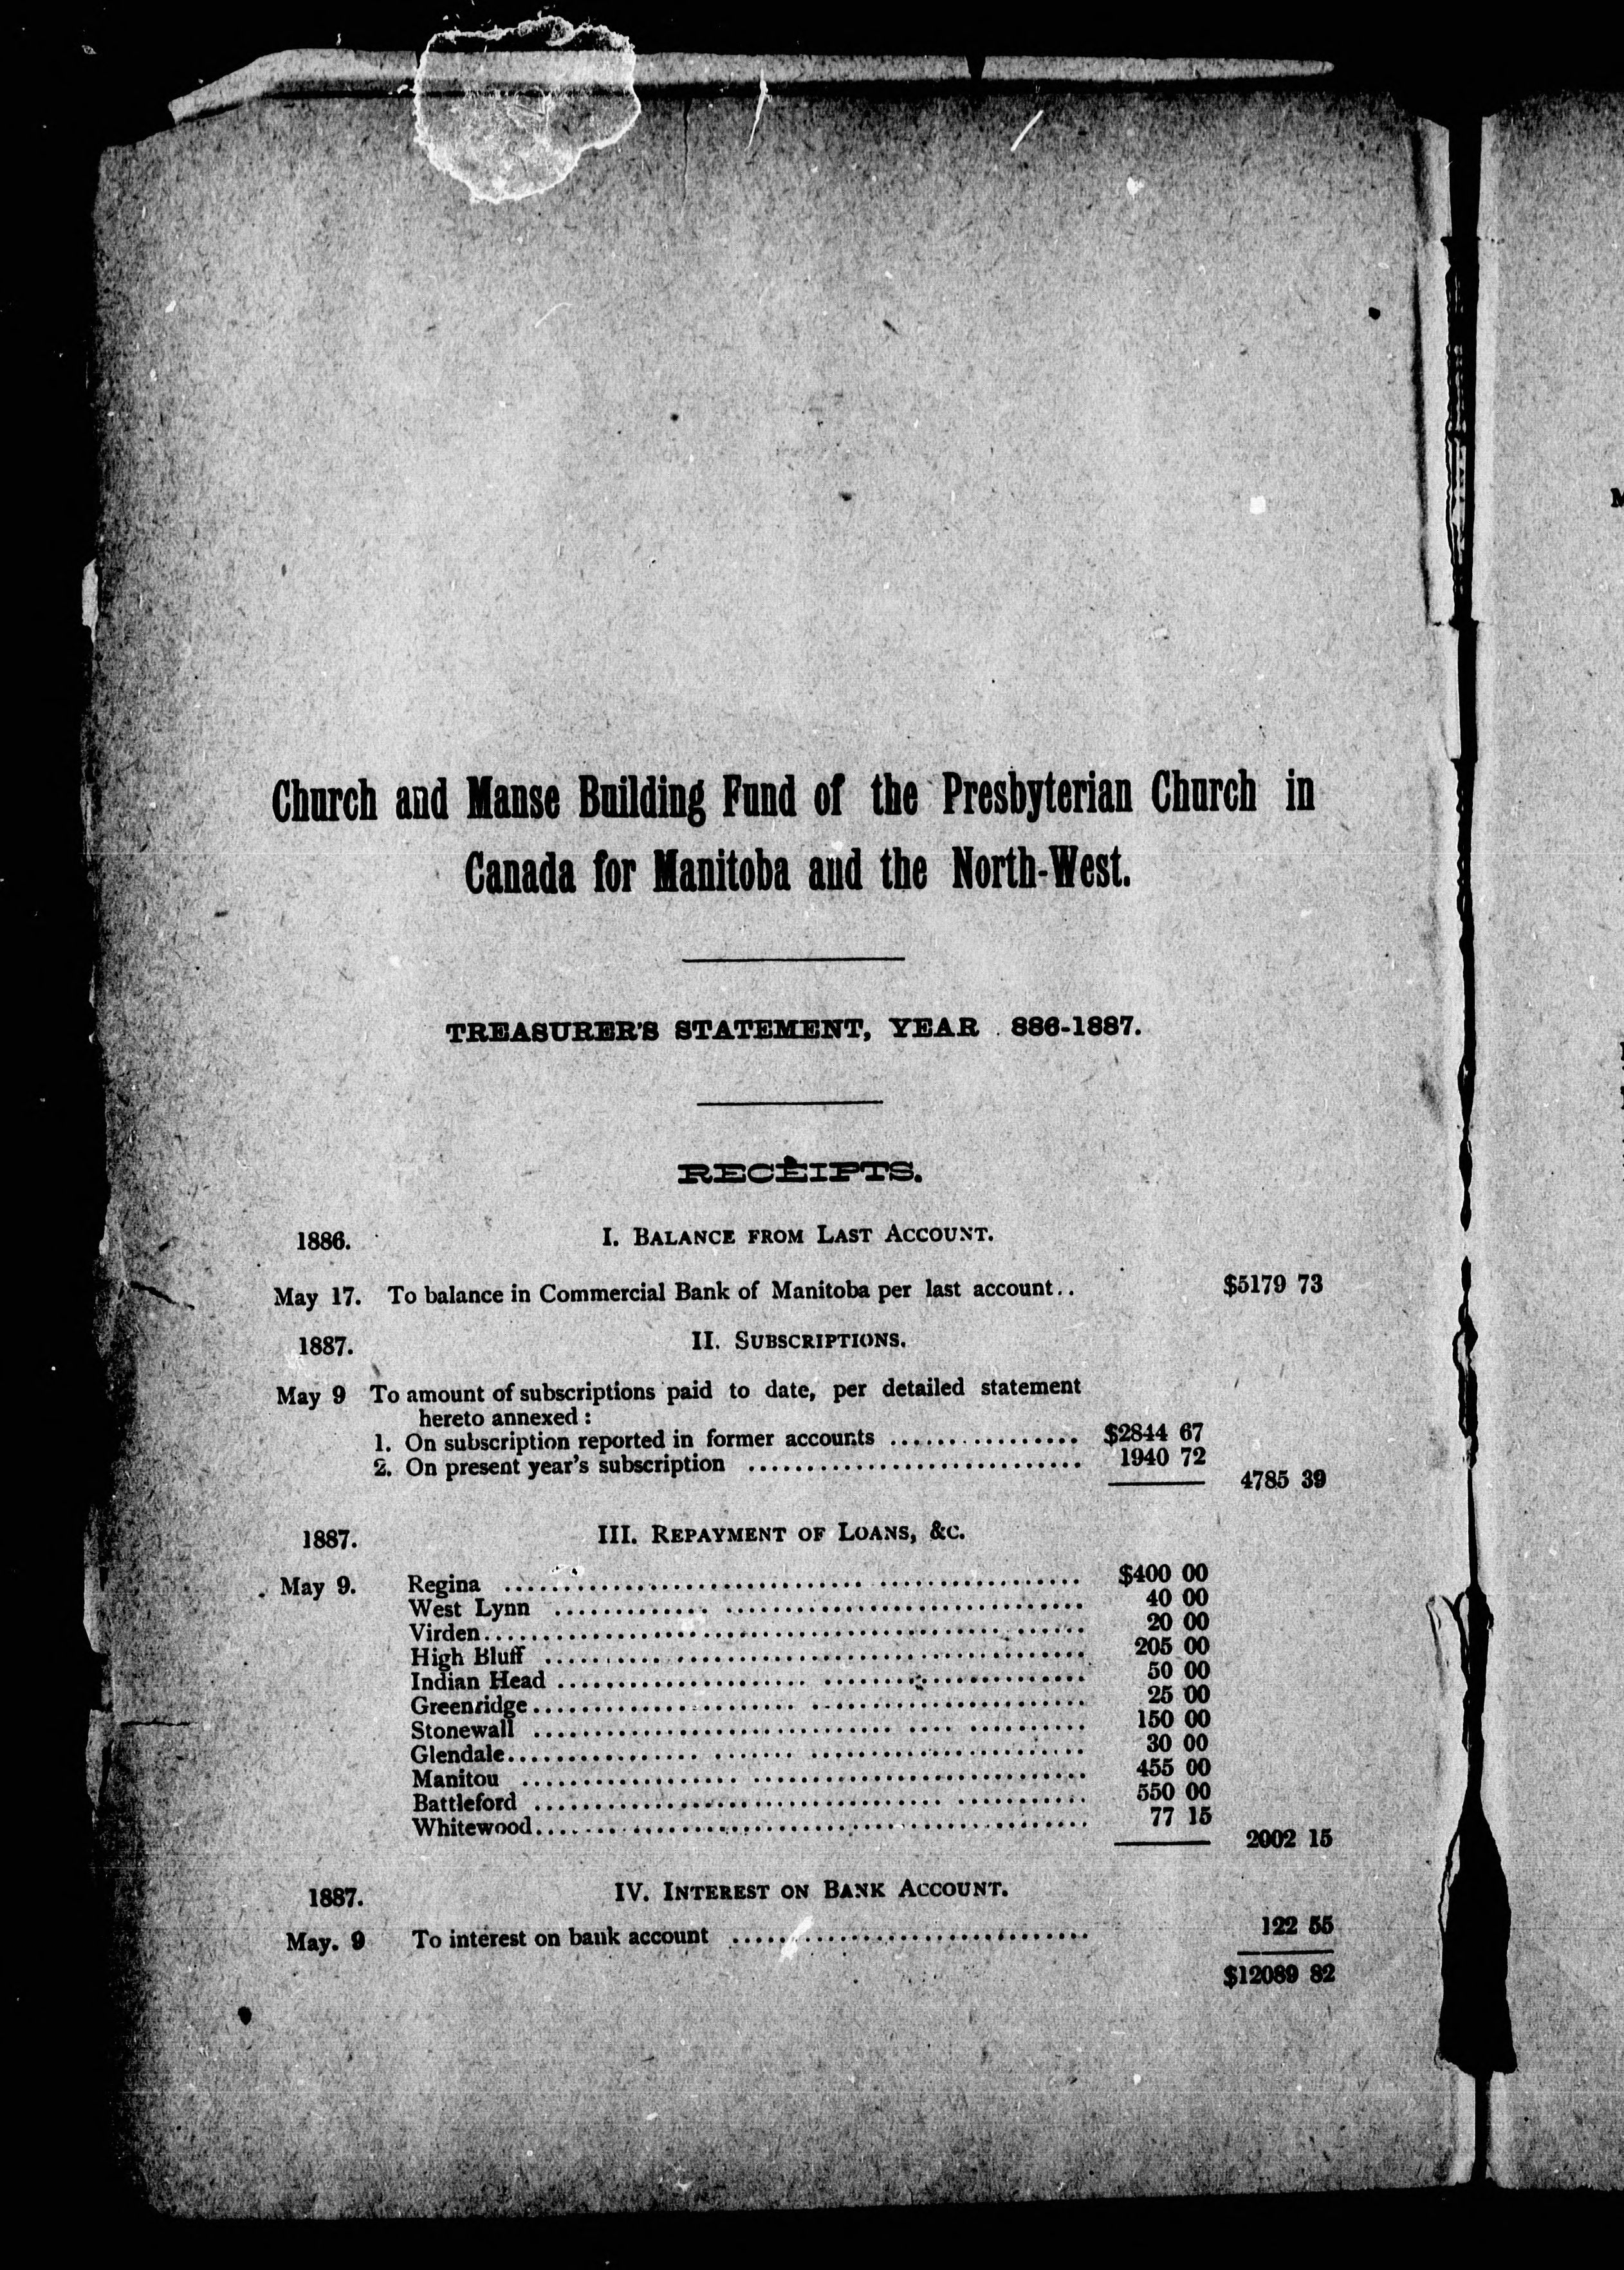 Church and Manse Building Fund of the Presbyterian Church in
Canada for Manitoba and the North-West.
TREASURER'S STATEMENT, YEAR 886-1887.
RECEIPTS.
1886. I. BALANCE FROM LAST ACCOUNT.
May 17. To balance in Commercial Bank of Manitoba per last account.. $5179 73
1887. II. SUBSCRIPTIONS.
May 9 To amount of subscriptions paid to date, per detailed statement
hereto annexed :
1. On subscription reported in former accounts ................ $2844 67
2. On present year's subscription ............................ 1940 72
4785 39
1887. III. REPAYMENT OF LOANS, &C.
May 9. Regina ................................................ $400 00
West Lynn ............................................ 40 00
Virden.................................................. 20 00
High Bluff .............................................. 205 00
Indian Head ............................................ 50 00
Greenridge.............................................. 25 00
Stonewall .............................................. 150 00
Glendale................................................ 30 00
Manitou ................................................ 455 00
Battleford .............................................. 550 00
Whitewood.............................................. 77 15
2002 15
1887. IV. INTEREST ON BANK ACCOUNT.
May. 9 To interest on bank account .............................. 122 55
$12089 82